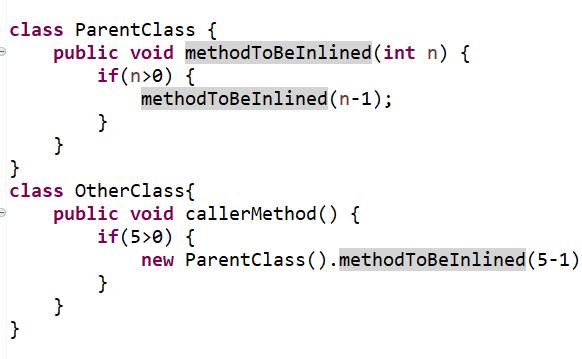 class ParentClass {
    public void methodToBeInlined(int n) {
        if(n>0) {
            methodToBeInlined(n-1);
        }
    }
}
class OtherClass{
    public void callerMethod() {
        if(5>0) {
            new ParentClass().methodToBeInlined(5-1)
        }
    }
}